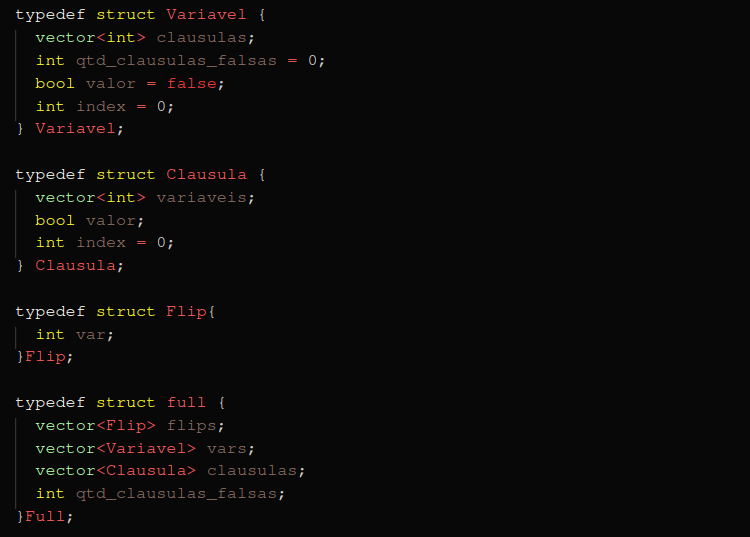 typedef struct Variavel {
vector<int> clausulas;
int qtd_clausulas_falsas = 0;
bool valor = false;
int index = 0;
} Variavel;
typedef struct Clausula {
vector<int> variaveis;
bool valor;
int index = 0;
} Clausula;
typedef struct Flip{
int var;
}Flip;
typedef struct full {
vector<Flip> flips;
vector<Variavel> vars;
vector<Clausula> clausulas;
int qtd_clausulas_falsas;
}Full;